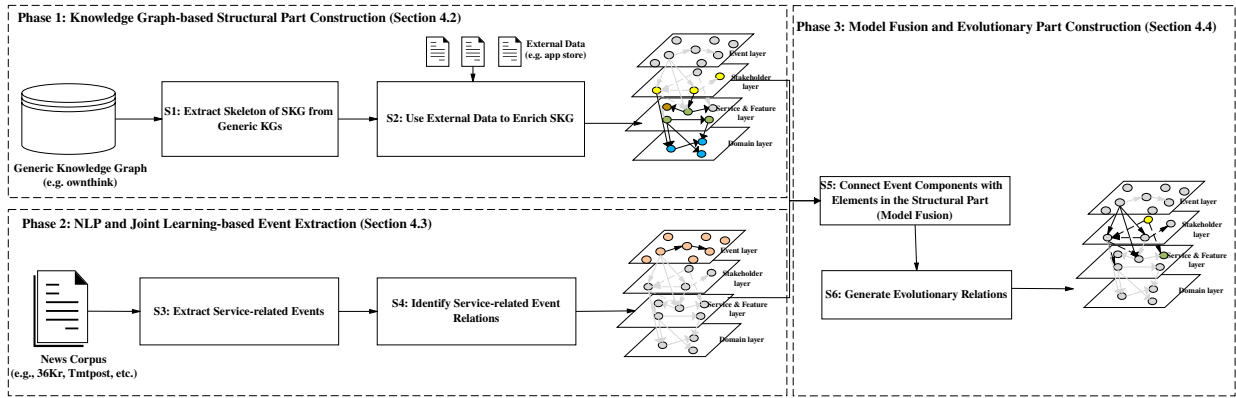 Phase 1: Knowledge Graph-based Structural Part Construction (Section 4.2)
External Data
(e.g. app store)
S1: Extract Skeleton of SKG from
Generic KGs
S2: Use External Data to Enrich SKG
Generic Knowledge Graph
(e.g. ownthink)
Event layer
Stakeholder
layer
Service & Feature
layer
Domain layer
Phase 2: NLP and Joint Learning-based Event Extraction (Section 4.3)
S3: Extract Service-related Events
S4: Identify Service-related Event
Relations
News Corpus
(e.g., 36Kr, Tmtpost, etc.)
Event layer
Stakeholder
layer
Service & Feature
layer
Domain layer
Phase 3: Model Fusion and Evolutionary Part Construction (Section 4.4)
S5: Connect Event Components with
Elements in the Structural Part
(Model Fusion)
S6: Generate Evolutionary Relations
Event layer
Stakeholder
layer
Service & Feature
layer
Domain layer